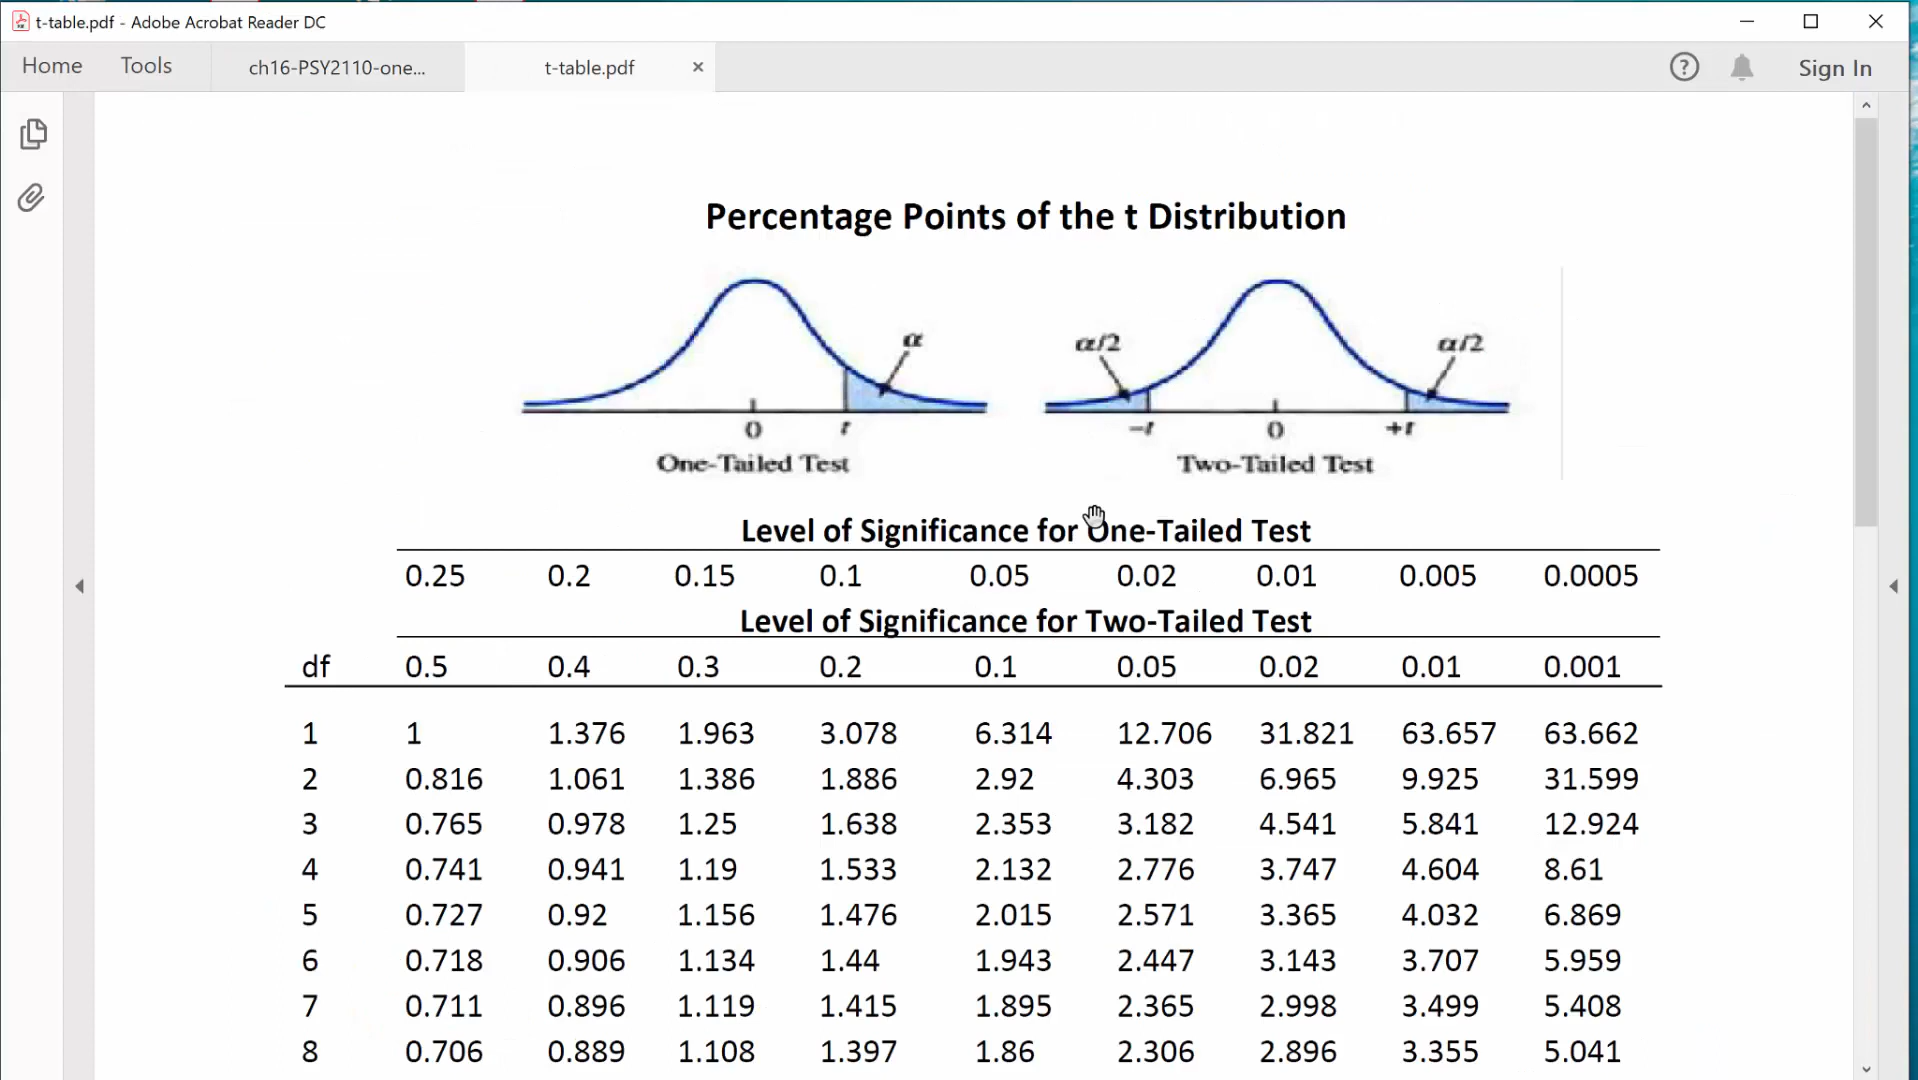 t-table.pdf - Adobe Acrobat Reader DC
Home Tools ch16-PSY2110-one... t-table.pdf Sign In
Percentage Points of the t Distribution
α α/2 α/2
0 t -t 0 +t
One-Tailed Test Two-Tailed Test
Level of Significance for One-Tailed Test
0.25 0.2 0.15 0.1 0.05 0.02 0.01 0.005 0.0005
Level of Significance for Two-Tailed Test
df 0.5 0.4 0.3 0.2 0.1 0.05 0.02 0.01 0.001
1 1 1.376 1.963 3.078 6.314 12.706 31.821 63.657 63.662
2 0.816 1.061 1.386 1.886 2.92 4.303 6.965 9.925 31.599
3 0.765 0.978 1.25 1.638 2.353 3.182 4.541 5.841 12.924
4 0.741 0.941 1.19 1.533 2.132 2.776 3.747 4.604 8.61
5 0.727 0.92 1.156 1.476 2.015 2.571 3.365 4.032 6.869
6 0.718 0.906 1.134 1.44 1.943 2.447 3.143 3.707 5.959
7 0.711 0.896 1.119 1.415 1.895 2.365 2.998 3.499 5.408
8 0.706 0.889 1.108 1.397 1.86 2.306 2.896 3.355 5.041